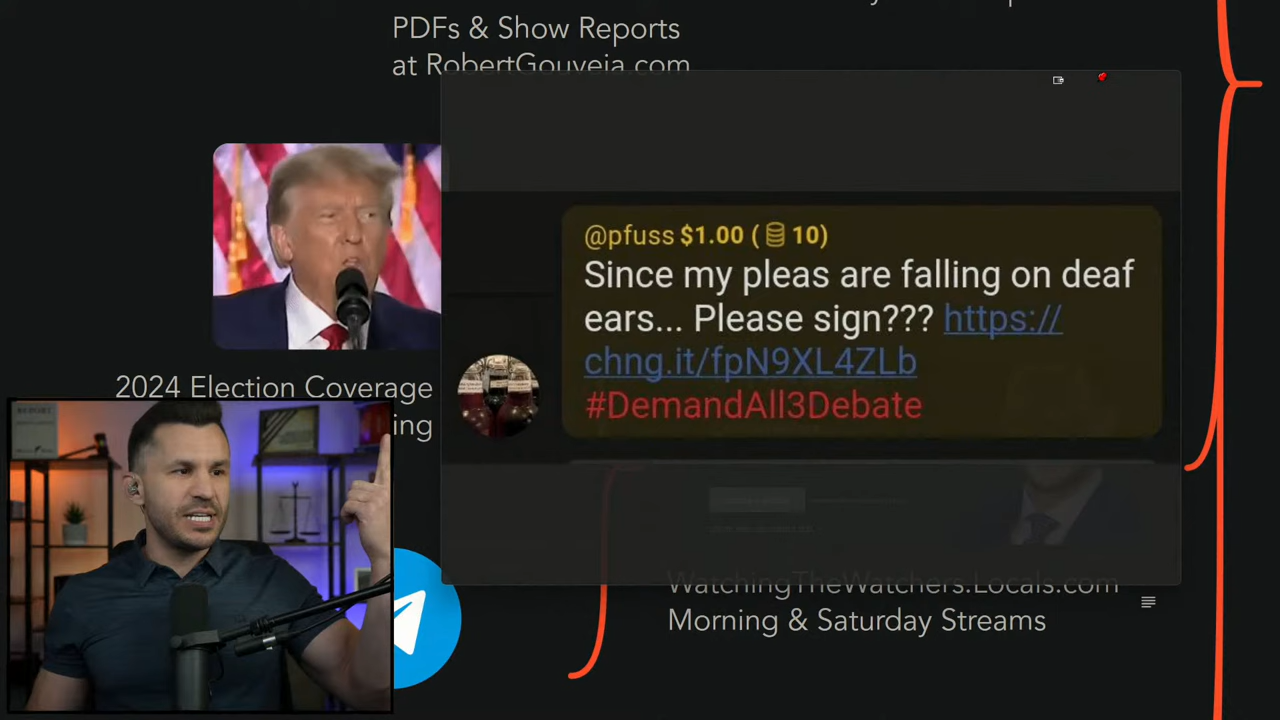 PDFs & Show Reports
at RobertGouveia.com
@pfuss $1.00 ( 10)
Since my pleas are falling on deaf
ears... Please sign??? https://
chng.it/fpN9XL4ZLb
#DemandAll3Debate
2024 Election Coverage
ing
WatchingTheWatchers.Locals.com
Morning & Saturday Streams